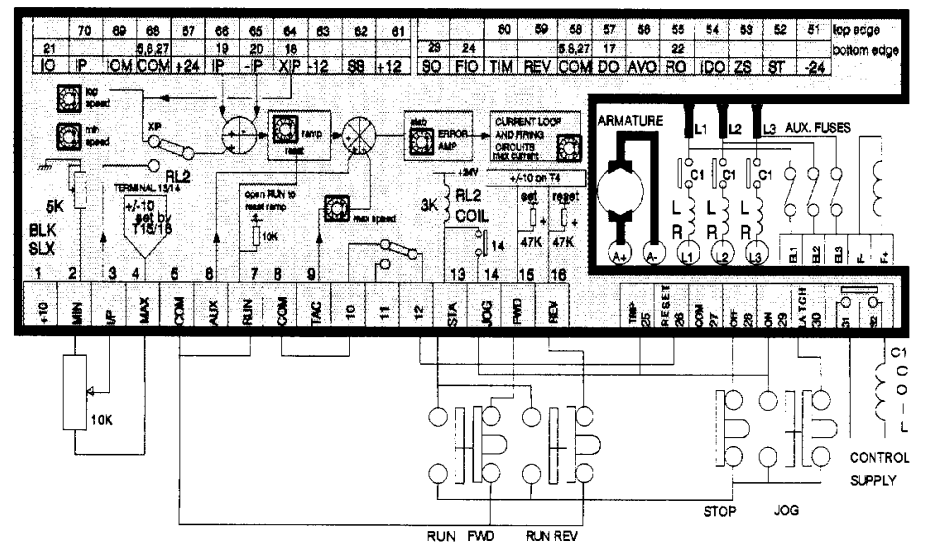 70 69 68 67 66 65 64 63 62 61
60 59 58 57 56 55 54 53 52 51 top edge
21 5,8,27 19 20 18
23 24 5,8,27 17 22 bottom edge
IO IP IOM COM +24 IP -IP XIP -12 SB +12
SO FIO TIM REV COM DO AVO RO IDO ZS ST -24
top speed
min speed
XIP
RL2
ramp
reset
stab
ERROR AMP
CURRENT LOOP
AND FIRING
CIRCUITS
max current
ARMATURE
L1 L2 L3 AUX. FUSES
C1 C1 C1
L R L R L R
A+ A- L1 L2 L3 B.1 B.2 B.3 F- F+
5K
BLK
SLX
TERMINAL 13/14
+/-10
set by
T15/16
open RUN to
reset ramp
10K
max speed
+24V
3K
RL2
COIL
14
+/-10 on T4
set reset
+ +
47K 47K
1 2 3 4 5 6 7 8 9 10 11 12 13 14 15 16
+10 MIN I/P MAX COM AUX RUN COM TAC 10 11 12 STA JOG FWD REV
TRIP 25
RESET 26
COM 27
OFF 28
ON 29
LATCH 30
31 32
10K
C1
COIL
CONTROL
SUPPLY
STOP JOG
RUN FWD RUN REV